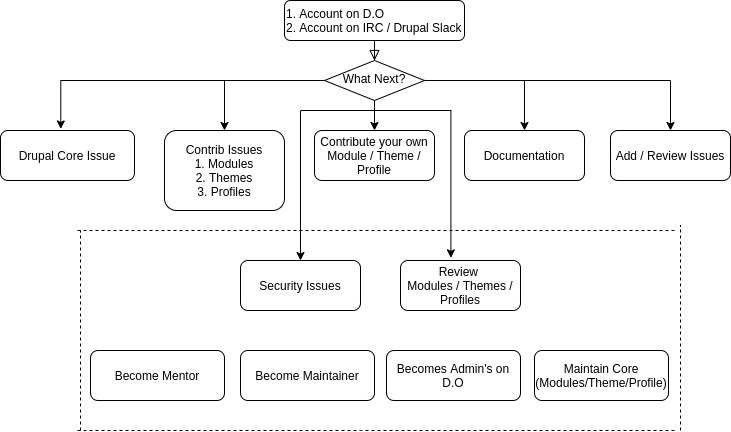 1. Account on D.O
2. Account on IRC / Drupal Slack
What Next?
Drupal Core Issue
Contrib Issues
1. Modules
2. Themes
3. Profiles
Contribute your own
Module / Theme /
Profile
Documentation
Add / Review Issues
Security Issues
Review
Modules / Themes /
Profiles
Become Mentor
Become Maintainer
Becomes Admin's on
D.O
Maintain Core
(Modules/Theme/Profile)